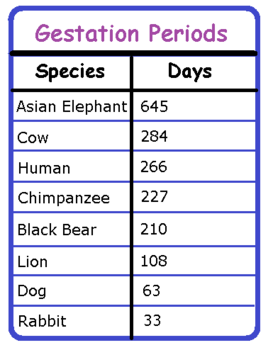 Gestation Periods
Species Days
Asian Elephant 645
Cow 284
Human 266
Chimpanzee 227
Black Bear 210
Lion 108
Dog 63
Rabbit 33